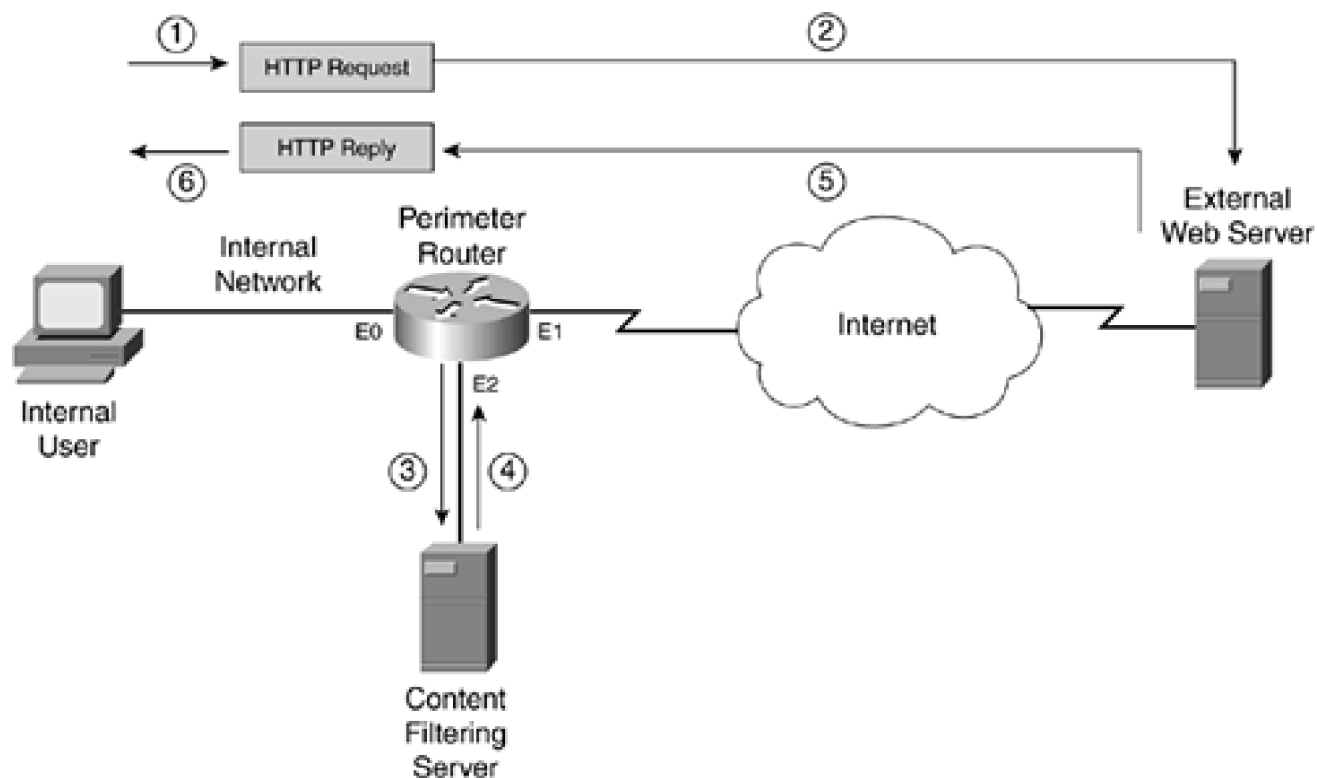 1
2
HTTP Request
HTTP Reply
6
5
External
Web Server
Perimeter
Router
Internal
Network
E0
E1
Internet
E2
Internal
User
3
4
Content
Filtering
Server